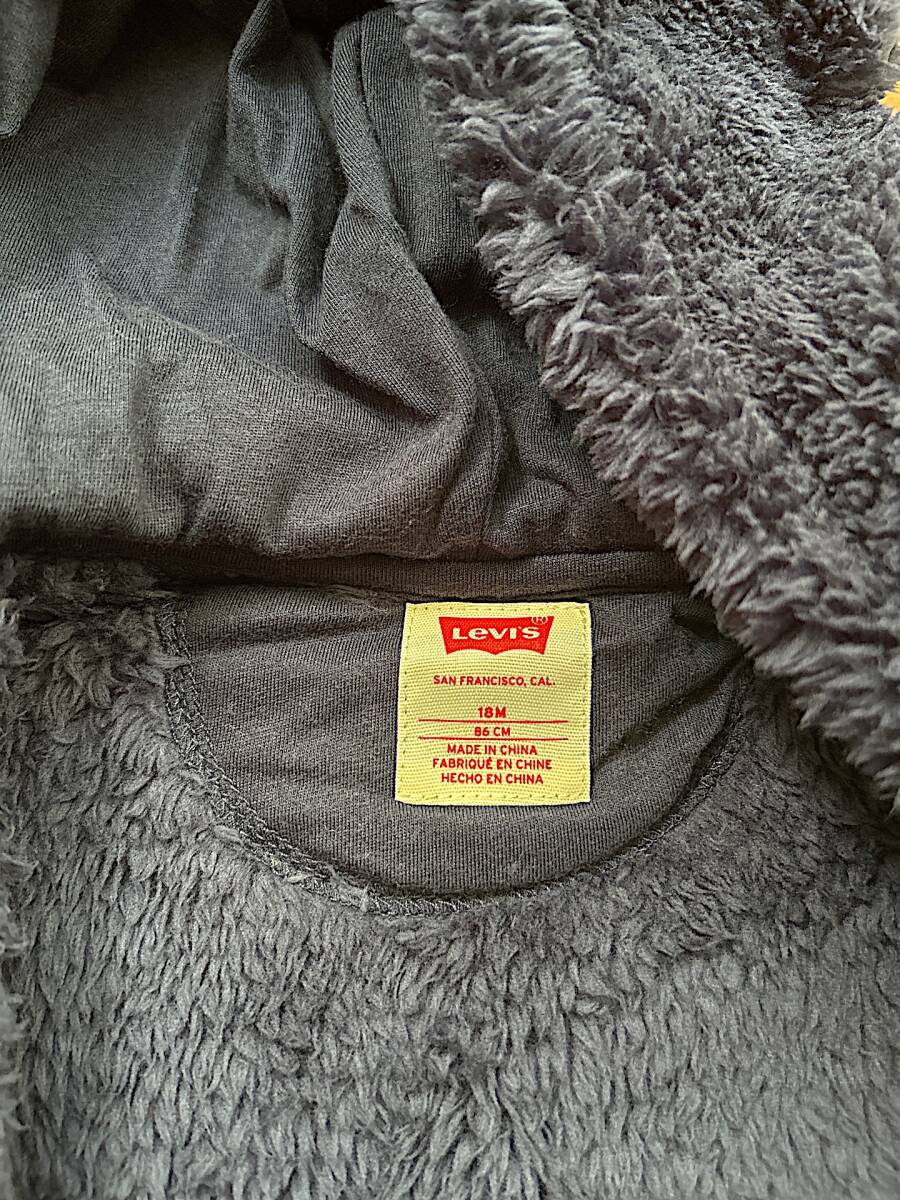 Levi's®
SAN FRANCISCO, CAL.
18M
86 CM
MADE IN CHINA
FABRIQUÉ EN CHINE
HECHO EN CHINA